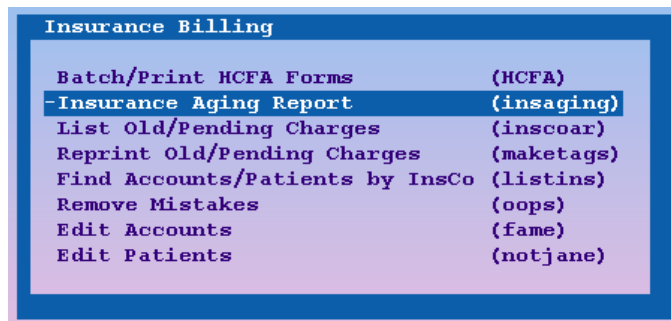 Insurance Billing
Batch/Print HCFA Forms (HCFA)
-Insurance Aging Report (insaging)
List Old/Pending Charges (inscoar)
Reprint Old/Pending Charges (maketags)
Find Accounts/Patients by InsCo (listins)
Remove Mistakes (oops)
Edit Accounts (fame)
Edit Patients (notjane)